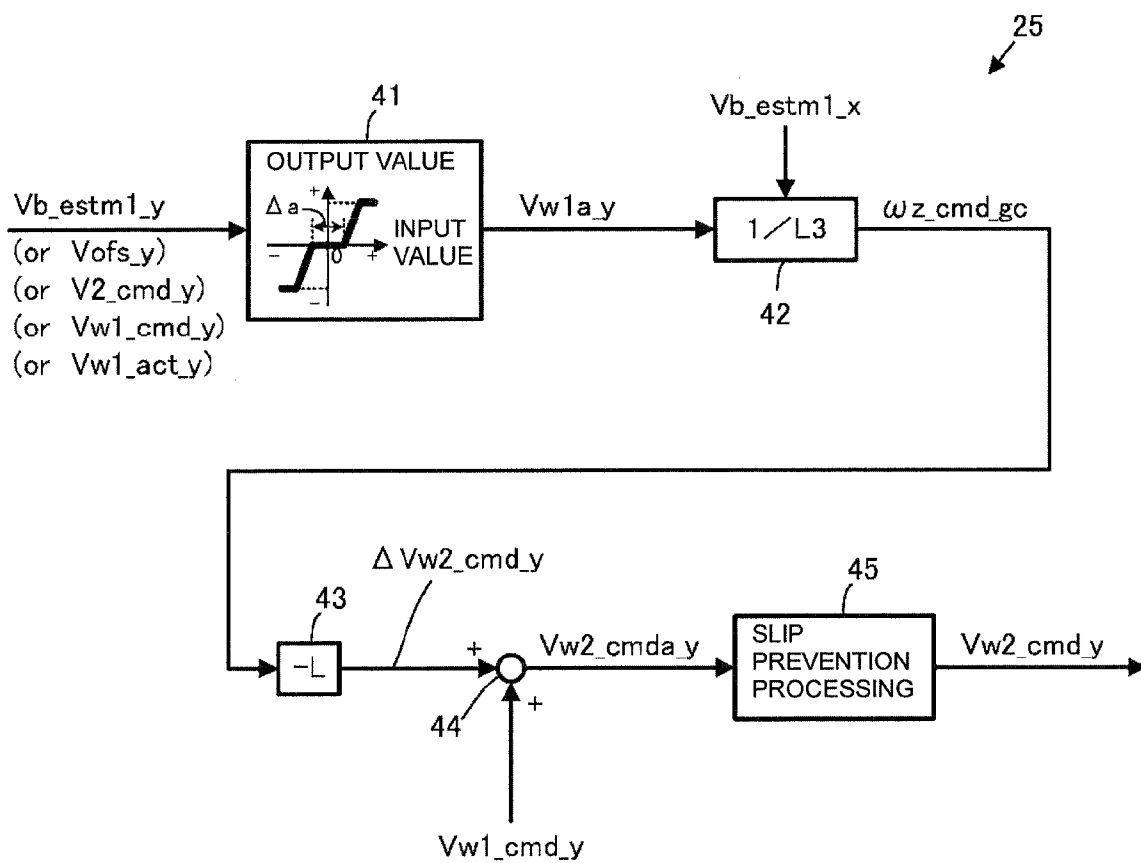 25
41
Vb_estm1_x
OUTPUT VALUE
+
Δa
INPUT
VALUE
− 0 +
−
Vb_estm1_y
(or Vofs_y)
(or V2_cmd_y)
(or Vw1_cmd_y)
(or Vw1_act_y)
Vw1a_y
1/L3
42
ωz_cmd_gc
ΔVw2_cmd_y
43
-L
+
44
+
Vw1_cmd_y
Vw2_cmda_y
45
SLIP
PREVENTION
PROCESSING
Vw2_cmd_y